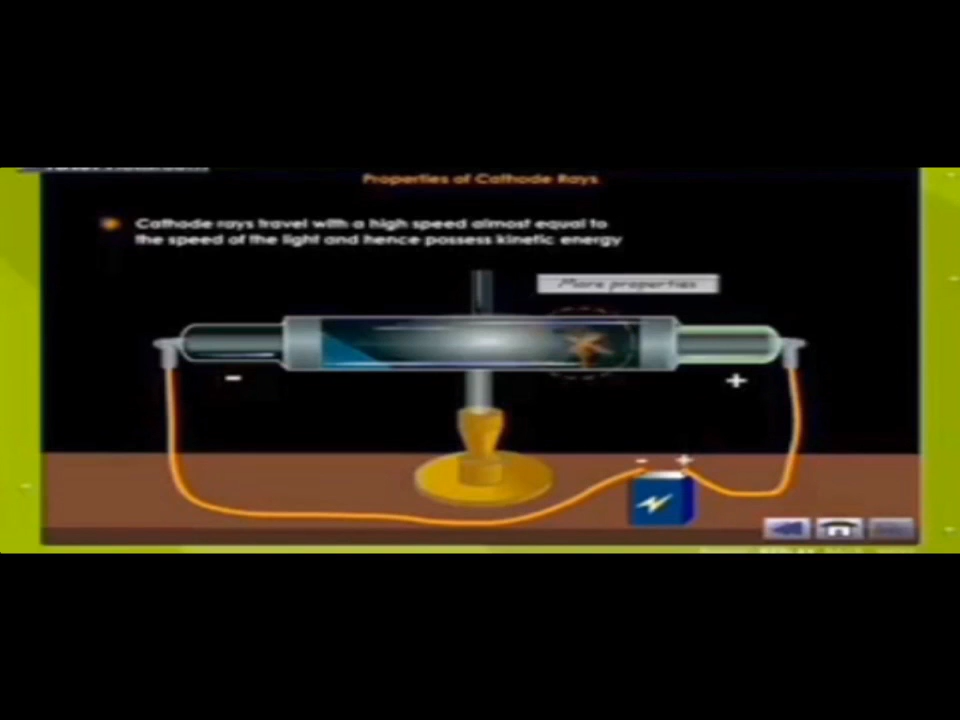 Properties of Cathode Rays
Cathode rays travel with a high speed almost equal to
the speed of the light and hence possess kinetic energy
More properties
-
+
- +